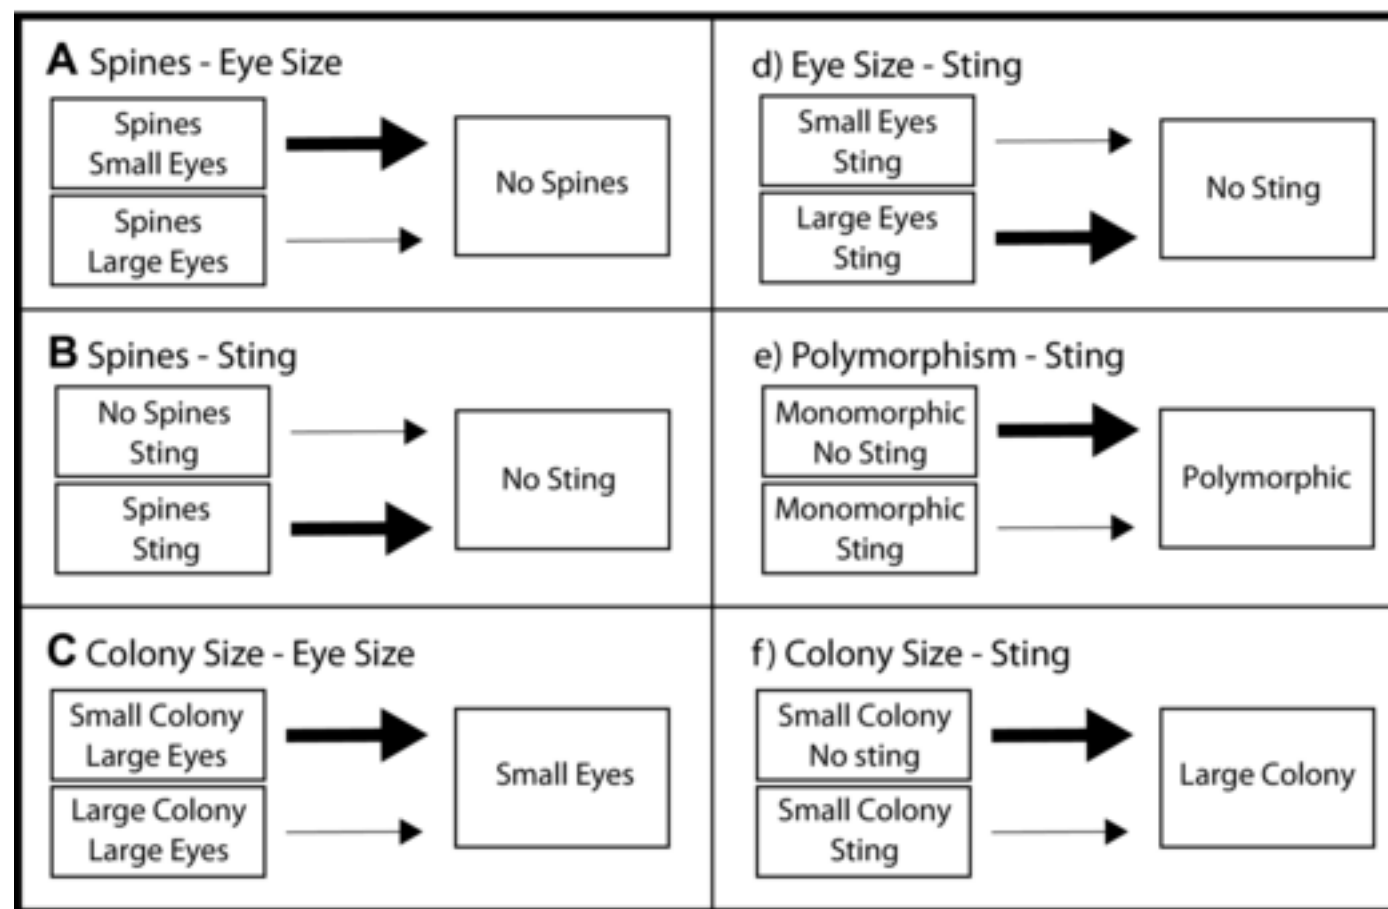 A Spines - Eye Size
Spines
Small Eyes
Spines
Large Eyes
No Spines
B Spines - Sting
No Spines
Sting
Spines
Sting
No Sting
C Colony Size - Eye Size
Small Colony
Large Eyes
Large Colony
Large Eyes
Small Eyes
d) Eye Size - Sting
Small Eyes
Sting
Large Eyes
Sting
No Sting
e) Polymorphism - Sting
Monomorphic
No Sting
Monomorphic
Sting
Polymorphic
f) Colony Size - Sting
Small Colony
No sting
Small Colony
Sting
Large Colony